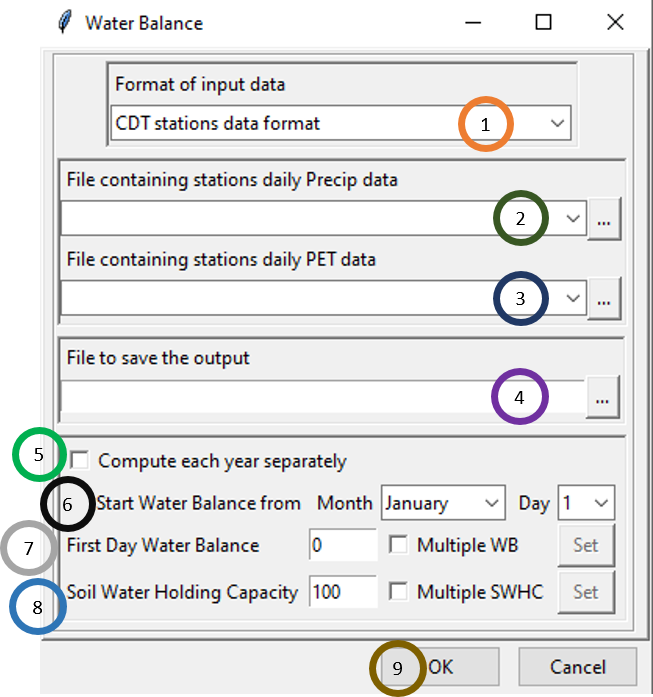 Water Balance
Format of input data
CDT stations data format 1
File containing stations daily Precip data
2 ...
File containing stations daily PET data
3 ...
File to save the output
4 ...
5 Compute each year separately
6 Start Water Balance from Month January Day 1
7 First Day Water Balance 0 Multiple WB Set
8 Soil Water Holding Capacity 100 Multiple SWHC Set
9 OK Cancel